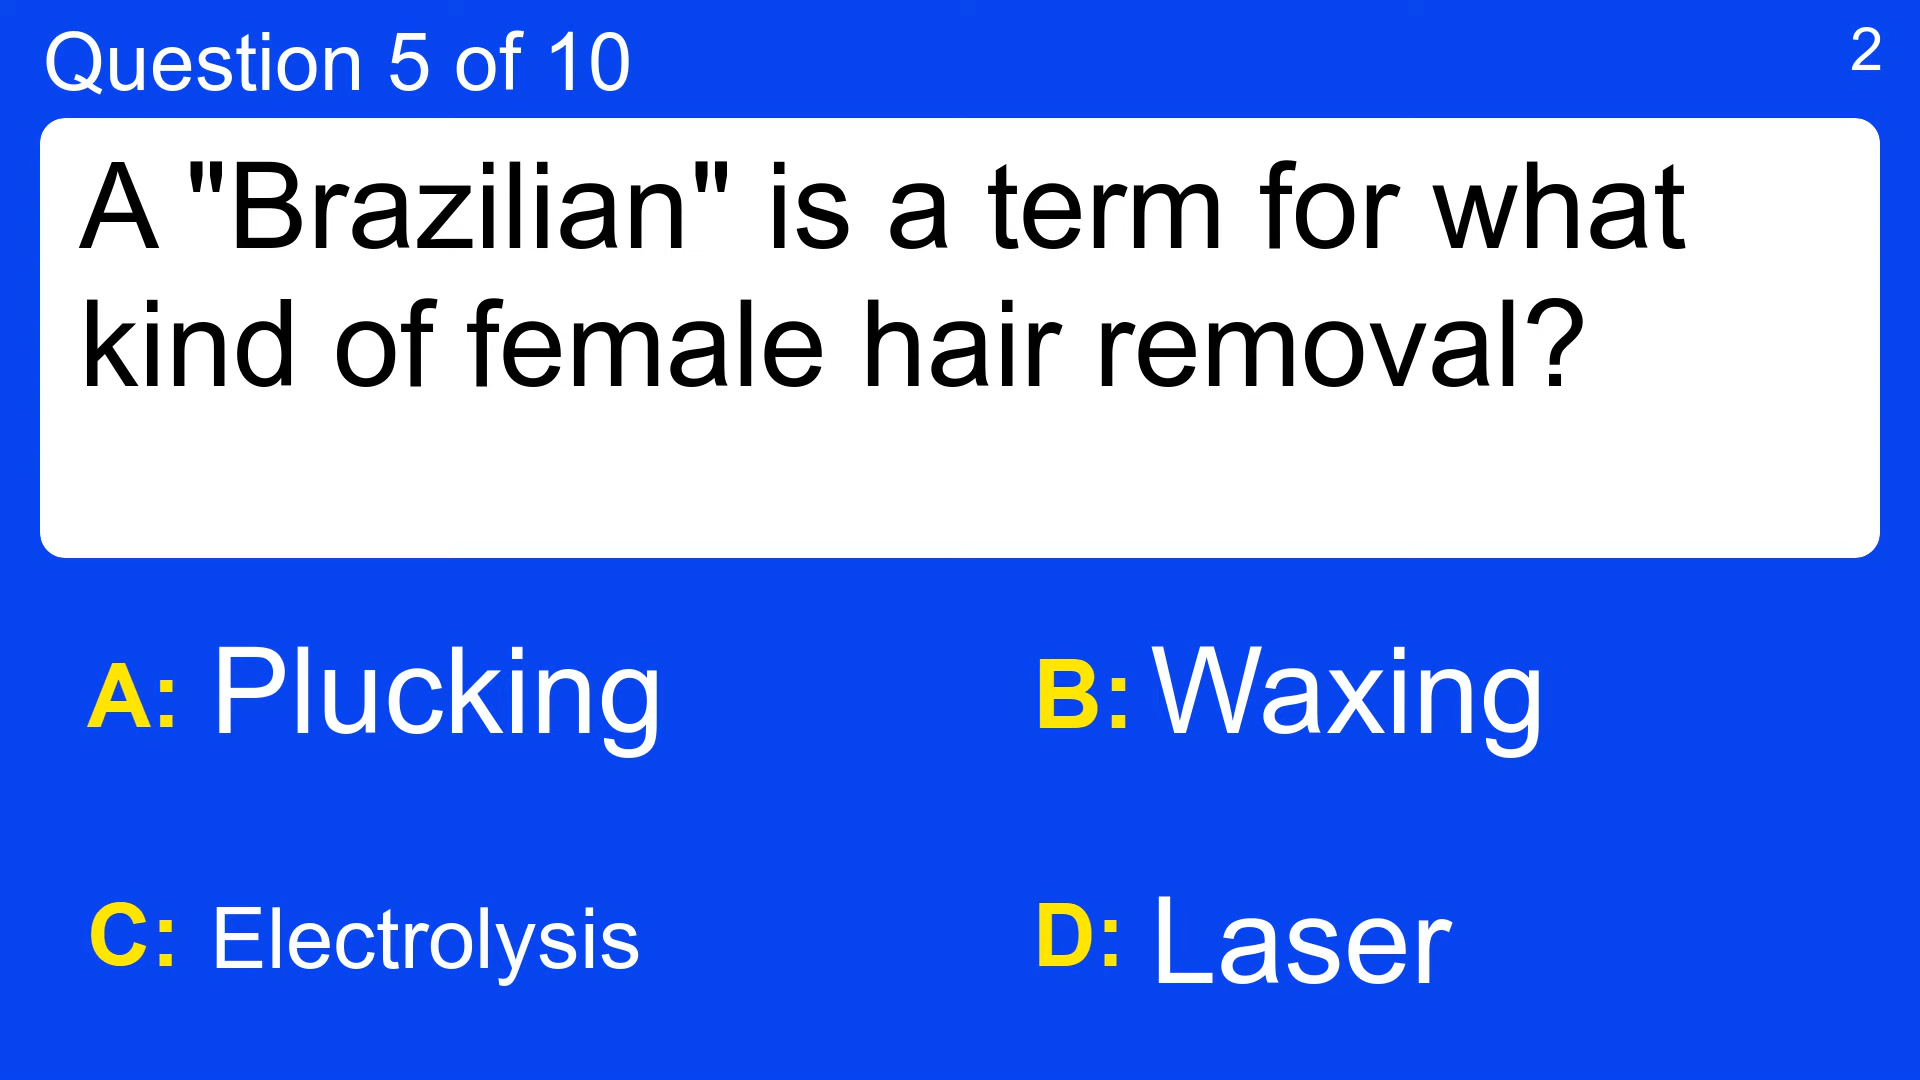 Question 5 of 10
2
A "Brazilian" is a term for what
kind of female hair removal?
A: Plucking
B: Waxing
C: Electrolysis
D: Laser